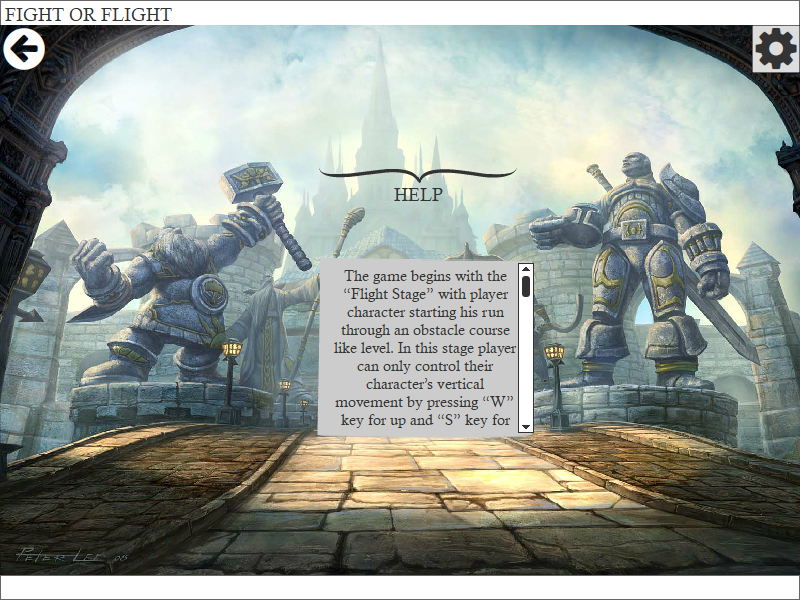 FIGHT OR FLIGHT
HELP
The game begins with the
“Flight Stage” with player
character starting his run
through an obstacle course
like level. In this stage player
can only control their
character’s vertical
movement by pressing “W”
key for up and “S” key for
PETER LEE 05